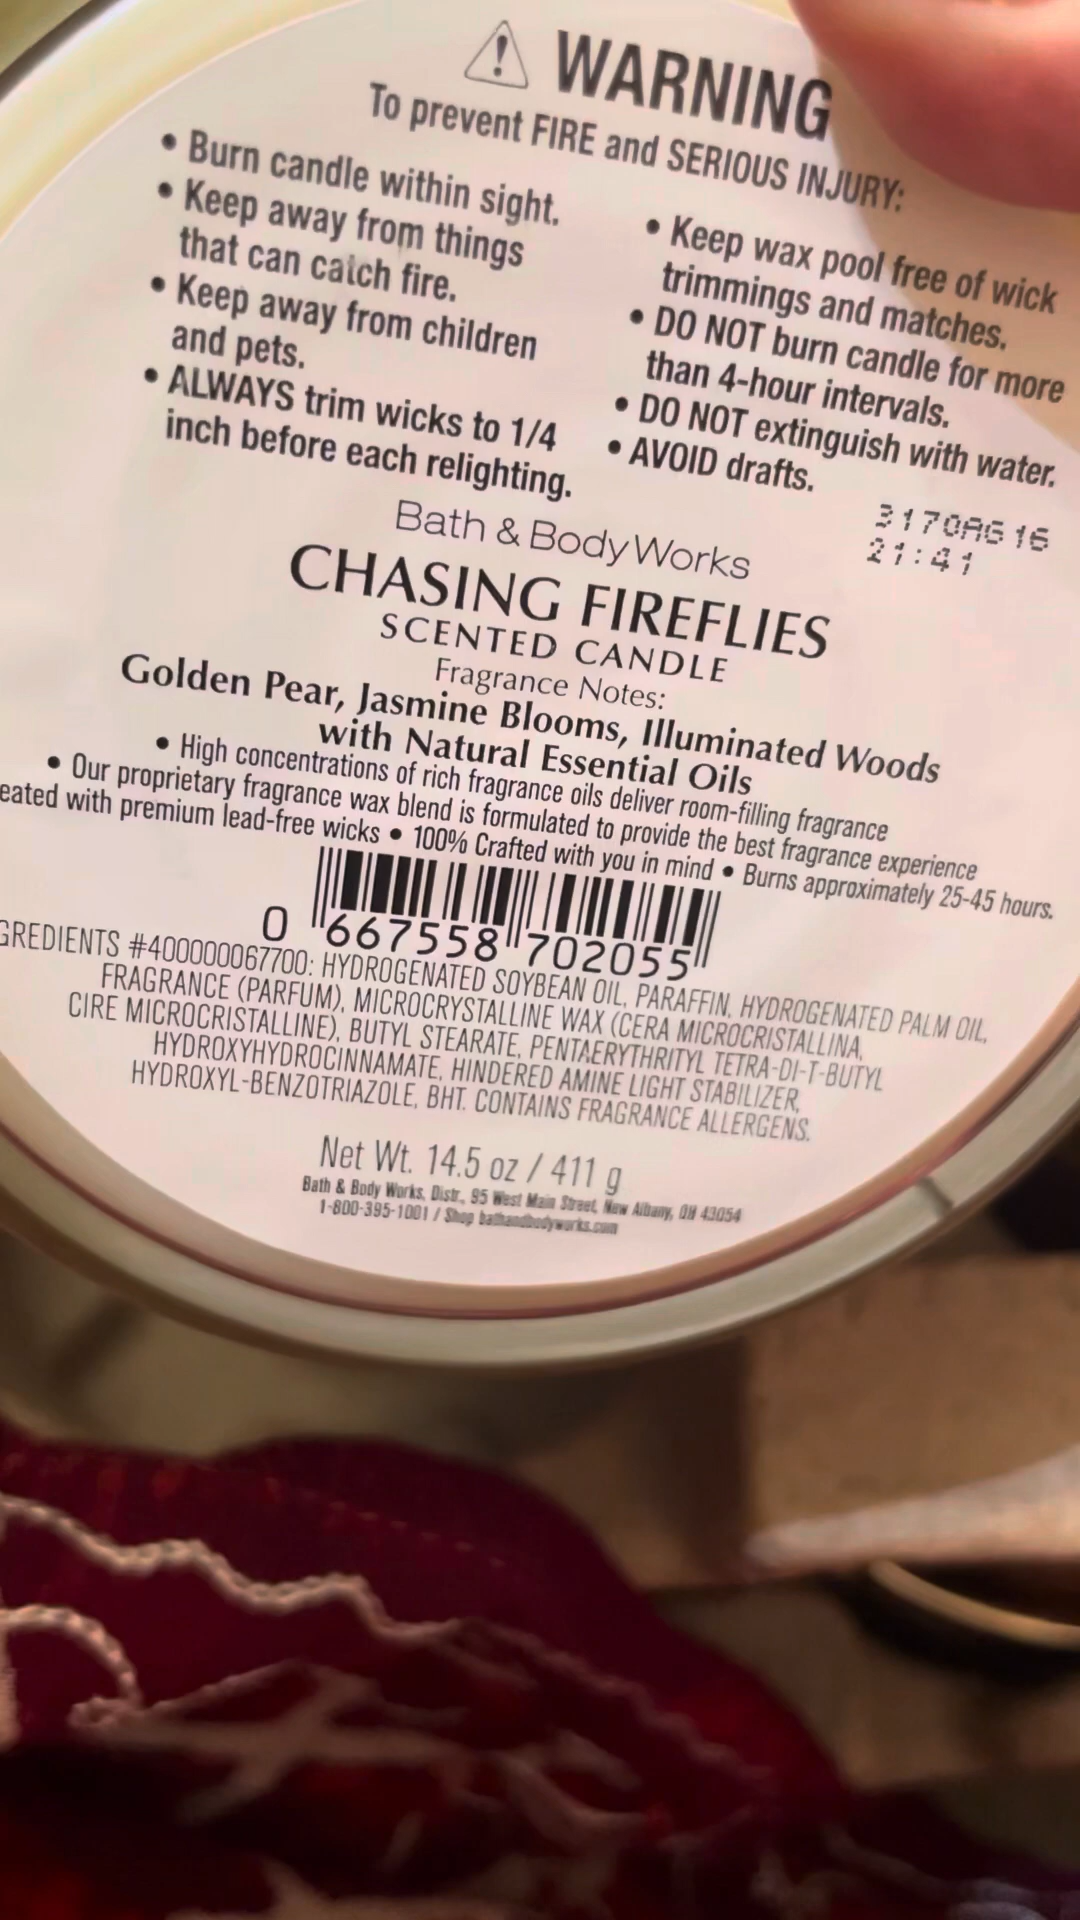 WARNING
To prevent FIRE and SERIOUS INJURY:
• Burn candle within sight.
• Keep away from things
that can catch fire.
• Keep away from children
and pets.
• ALWAYS trim wicks to 1/4
inch before each relighting.
• Keep wax pool free of wick
trimmings and matches.
• DO NOT burn candle for more
than 4-hour intervals.
• DO NOT extinguish with water.
• AVOID drafts.
3170AG16
21:41
Bath & Body Works
CHASING FIREFLIES
SCENTED CANDLE
Fragrance Notes:
Golden Pear, Jasmine Blooms, Illuminated Woods
with Natural Essential Oils
• High concentrations of rich fragrance oils deliver room-filling fragrance
• Our proprietary fragrance wax blend is formulated to provide the best fragrance experience
eated with premium lead-free wicks • 100% Crafted with you in mind • Burns approximately 25-45 hours.
0 667558 702055
GREDIENTS #400000067700: HYDROGENATED SOYBEAN OIL, PARAFFIN, HYDROGENATED PALM OIL,
FRAGRANCE (PARFUM), MICROCRYSTALLINE WAX (CERA MICROCRISTALLINA,
CIRE MICROCRISTALLINE), BUTYL STEARATE, PENTAERYTHRITYL TETRA-DI-T-BUTYL
HYDROXYHYDROCINNAMATE, HINDERED AMINE LIGHT STABILIZER,
HYDROXYL-BENZOTRIAZOLE, BHT. CONTAINS FRAGRANCE ALLERGENS.
Net Wt. 14.5 oz / 411 g
Bath & Body Works, Distr., 95 West Main Street, New Albany, OH 43054
1-800-395-1001 / Shop bathandbodyworks.com